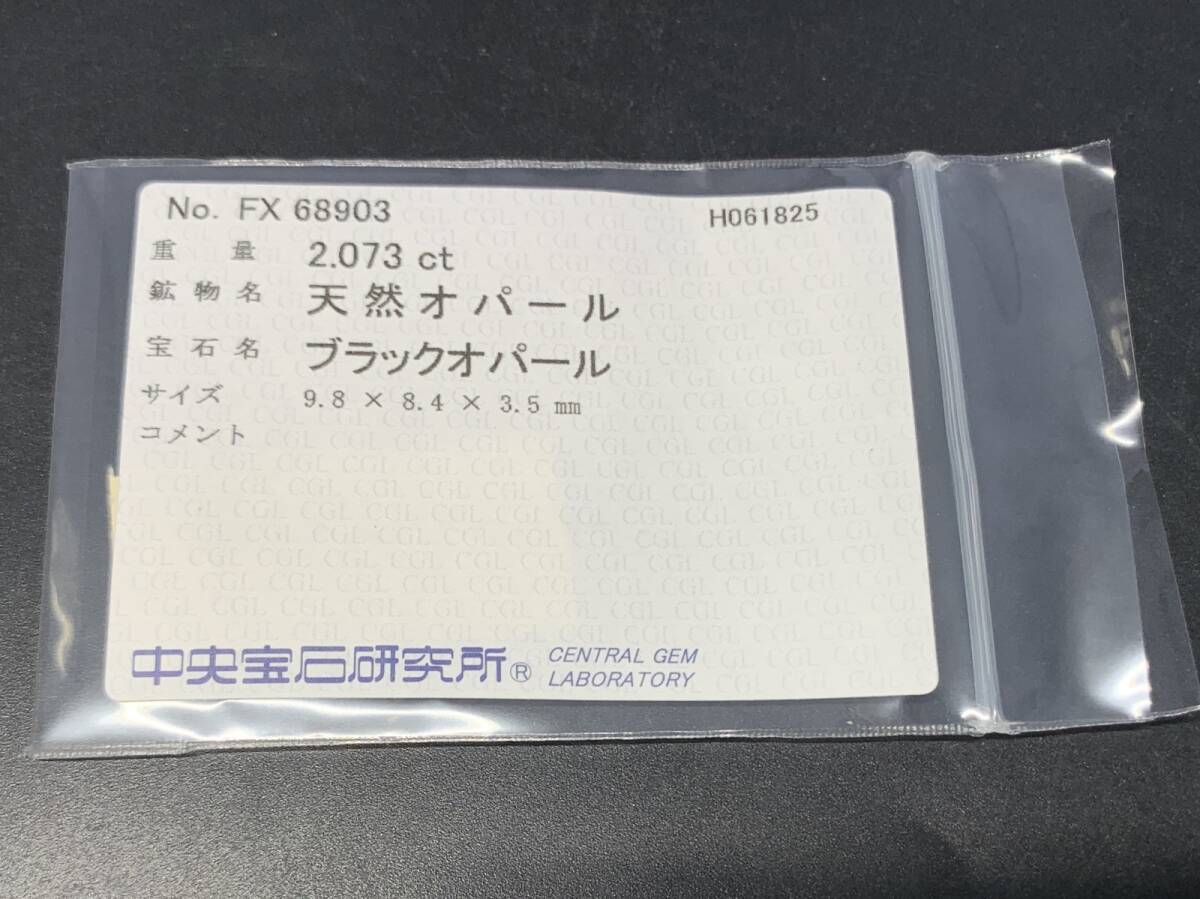 No. FX 68903 H061825
重量 2.073 ct
鉱物名 天然オパール
宝石名 ブラックオパール
サイズ 9.8 × 8.4 × 3.5 mm
コメント
中央宝石研究所® CENTRAL GEM
LABORATORY